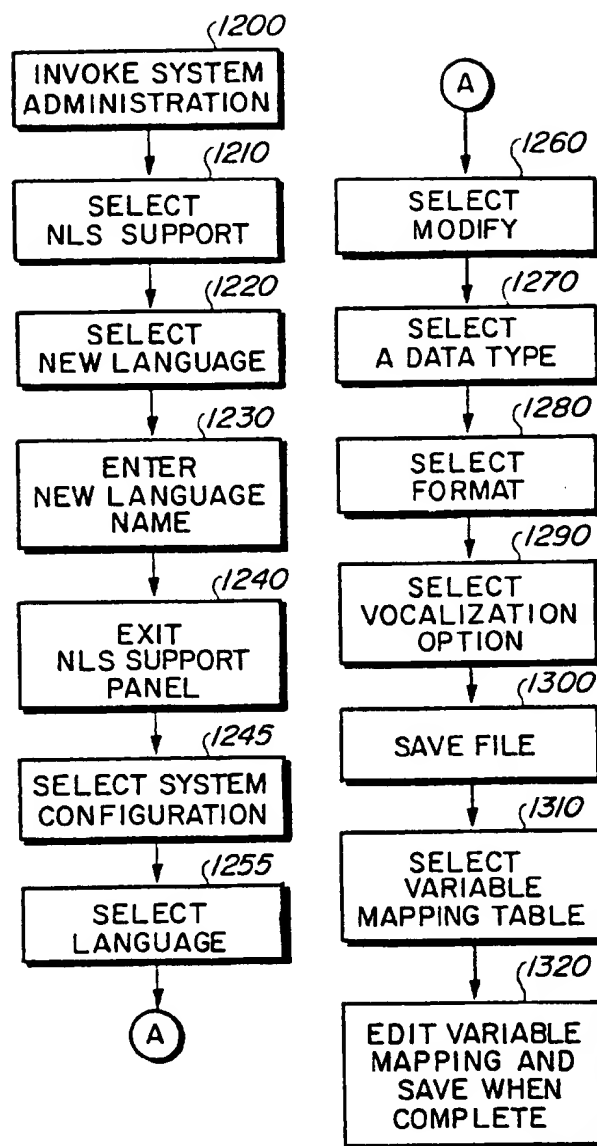 1200
INVOKE SYSTEM
ADMINISTRATION
1210
SELECT
NLS SUPPORT
1220
SELECT
NEW LANGUAGE
1230
ENTER
NEW LANGUAGE
NAME
1240
EXIT
NLS SUPPORT
PANEL
1245
SELECT SYSTEM
CONFIGURATION
1255
SELECT
LANGUAGE
A
A
1260
SELECT
MODIFY
1270
SELECT
A DATA TYPE
1280
SELECT
FORMAT
1290
SELECT
VOCALIZATION
OPTION
1300
SAVE FILE
1310
SELECT
VARIABLE
MAPPING TABLE
1320
EDIT VARIABLE
MAPPING AND
SAVE WHEN
COMPLETE